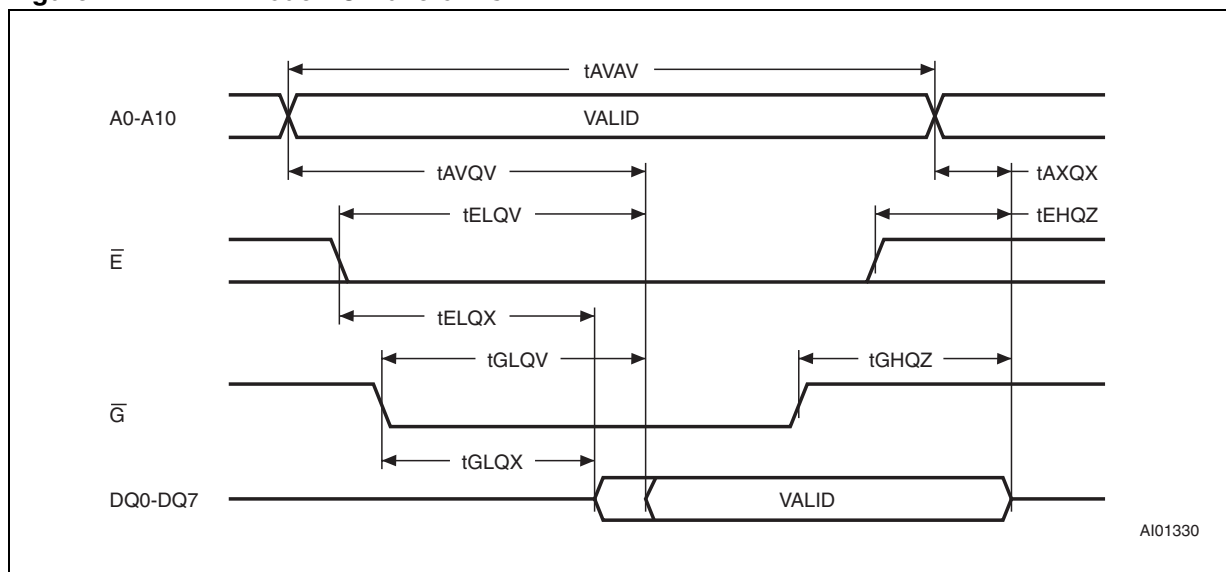 tAVAV
A0-A10
VALID
tAVQV
tAXQX
tELQV
tEHQZ
E̅
tELQX
tGLQV
tGHQZ
G̅
tGLQX
DQ0-DQ7
VALID
AI01330